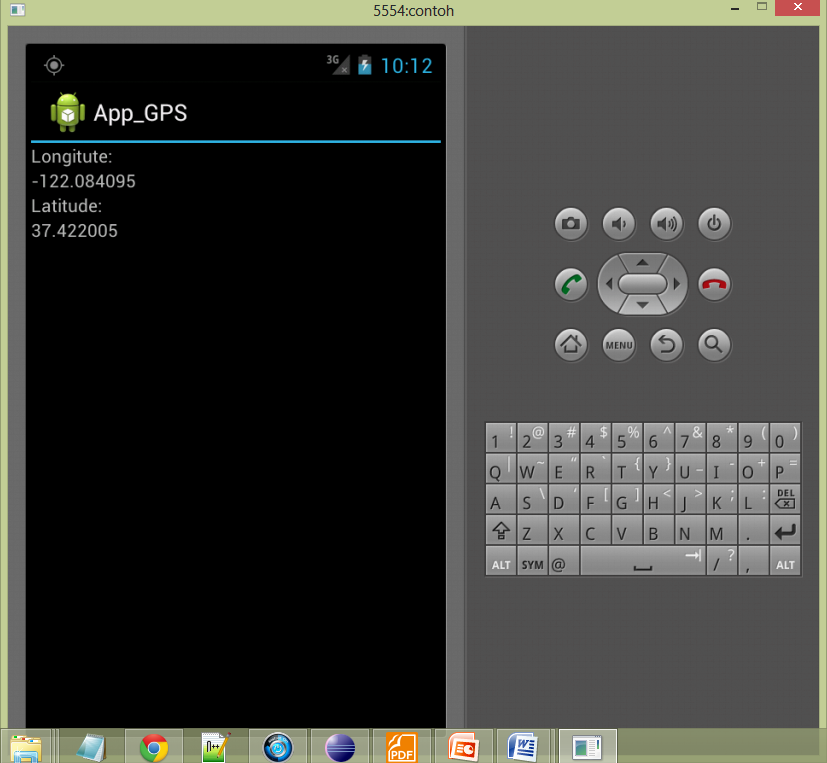 5554:contoh
3G 10:12
App_GPS
Longitute:
-122.084095
Latitude:
37.422005
MENU
1 ! 2 @ 3 # 4 $ 5 % 6 ^ 7 & 8 * 9 ( 0 )
Q | W ~ E " R ` T { Y } U _ I - O + P =
A S \ D ' F [ G ] H < J > K ; L : DEL
Z X C V B N M .
ALT SYM @ / ? , ALT
n++
PDF
P
W